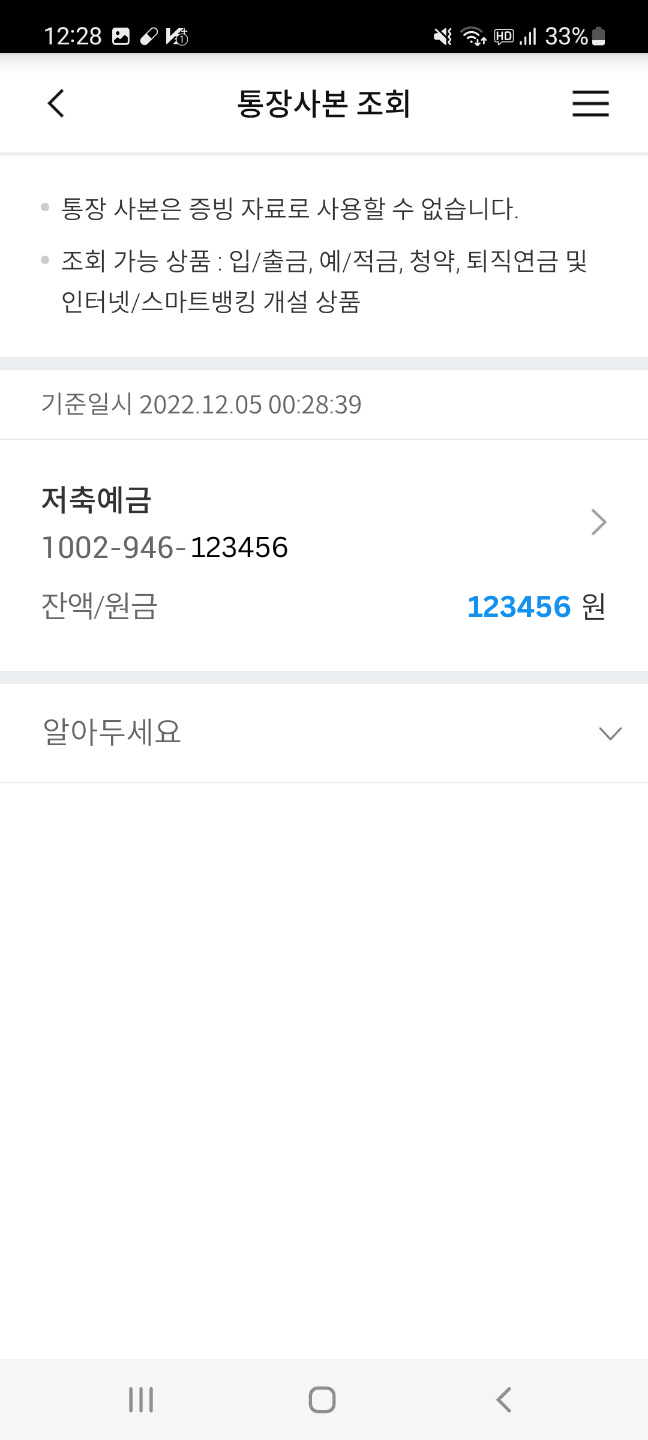 12:28 33%
통장사본 조회
통장 사본은 증빙 자료로 사용할 수 없습니다.
조회 가능 상품 : 입/출금, 예/적금, 청약, 퇴직연금 및
인터넷/스마트뱅킹 개설 상품
기준일시 2022.12.05 00:28:39
저축예금
1002-946-123456
잔액/원금 123456 원
알아두세요